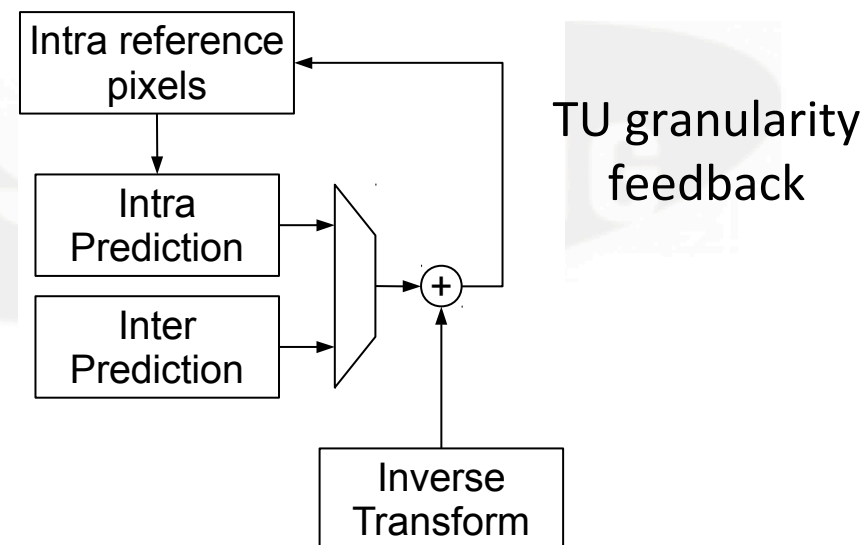 Intra reference
pixels
TU granularity
feedback
Intra
Prediction
+
Inter
Prediction
Inverse
Transform